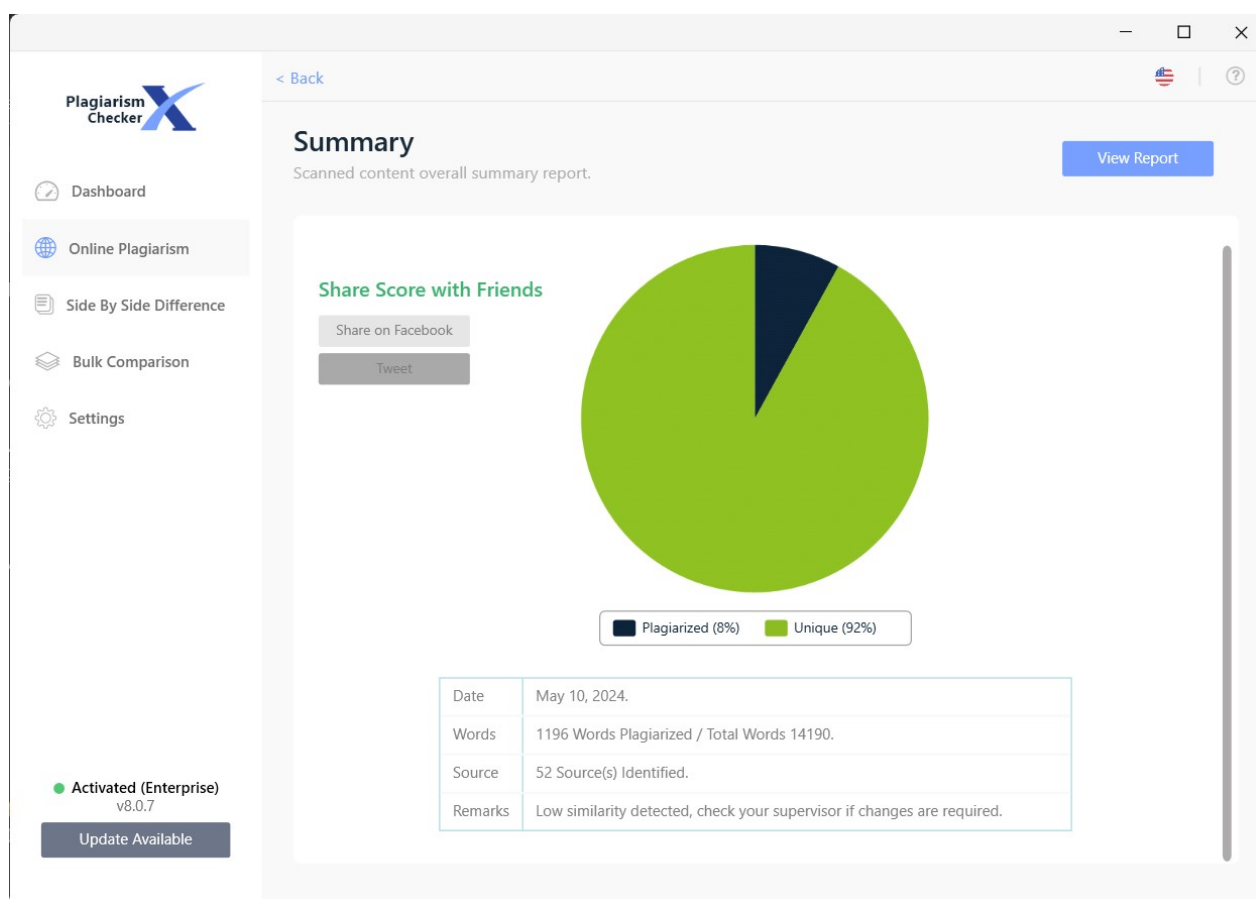 < Back
Plagiarism
Checker
Summary
View Report
Scanned content overall summary report.
Dashboard
Online Plagiarism
Side By Side Difference
Bulk Comparison
Settings
Share Score with Friends
Share on Facebook
Tweet
Plagiarized (8%) Unique (92%)
Date May 10, 2024.
Words 1196 Words Plagiarized / Total Words 14190.
Source 52 Source(s) Identified.
Remarks Low similarity detected, check your supervisor if changes are required.
Activated (Enterprise)
v8.0.7
Update Available